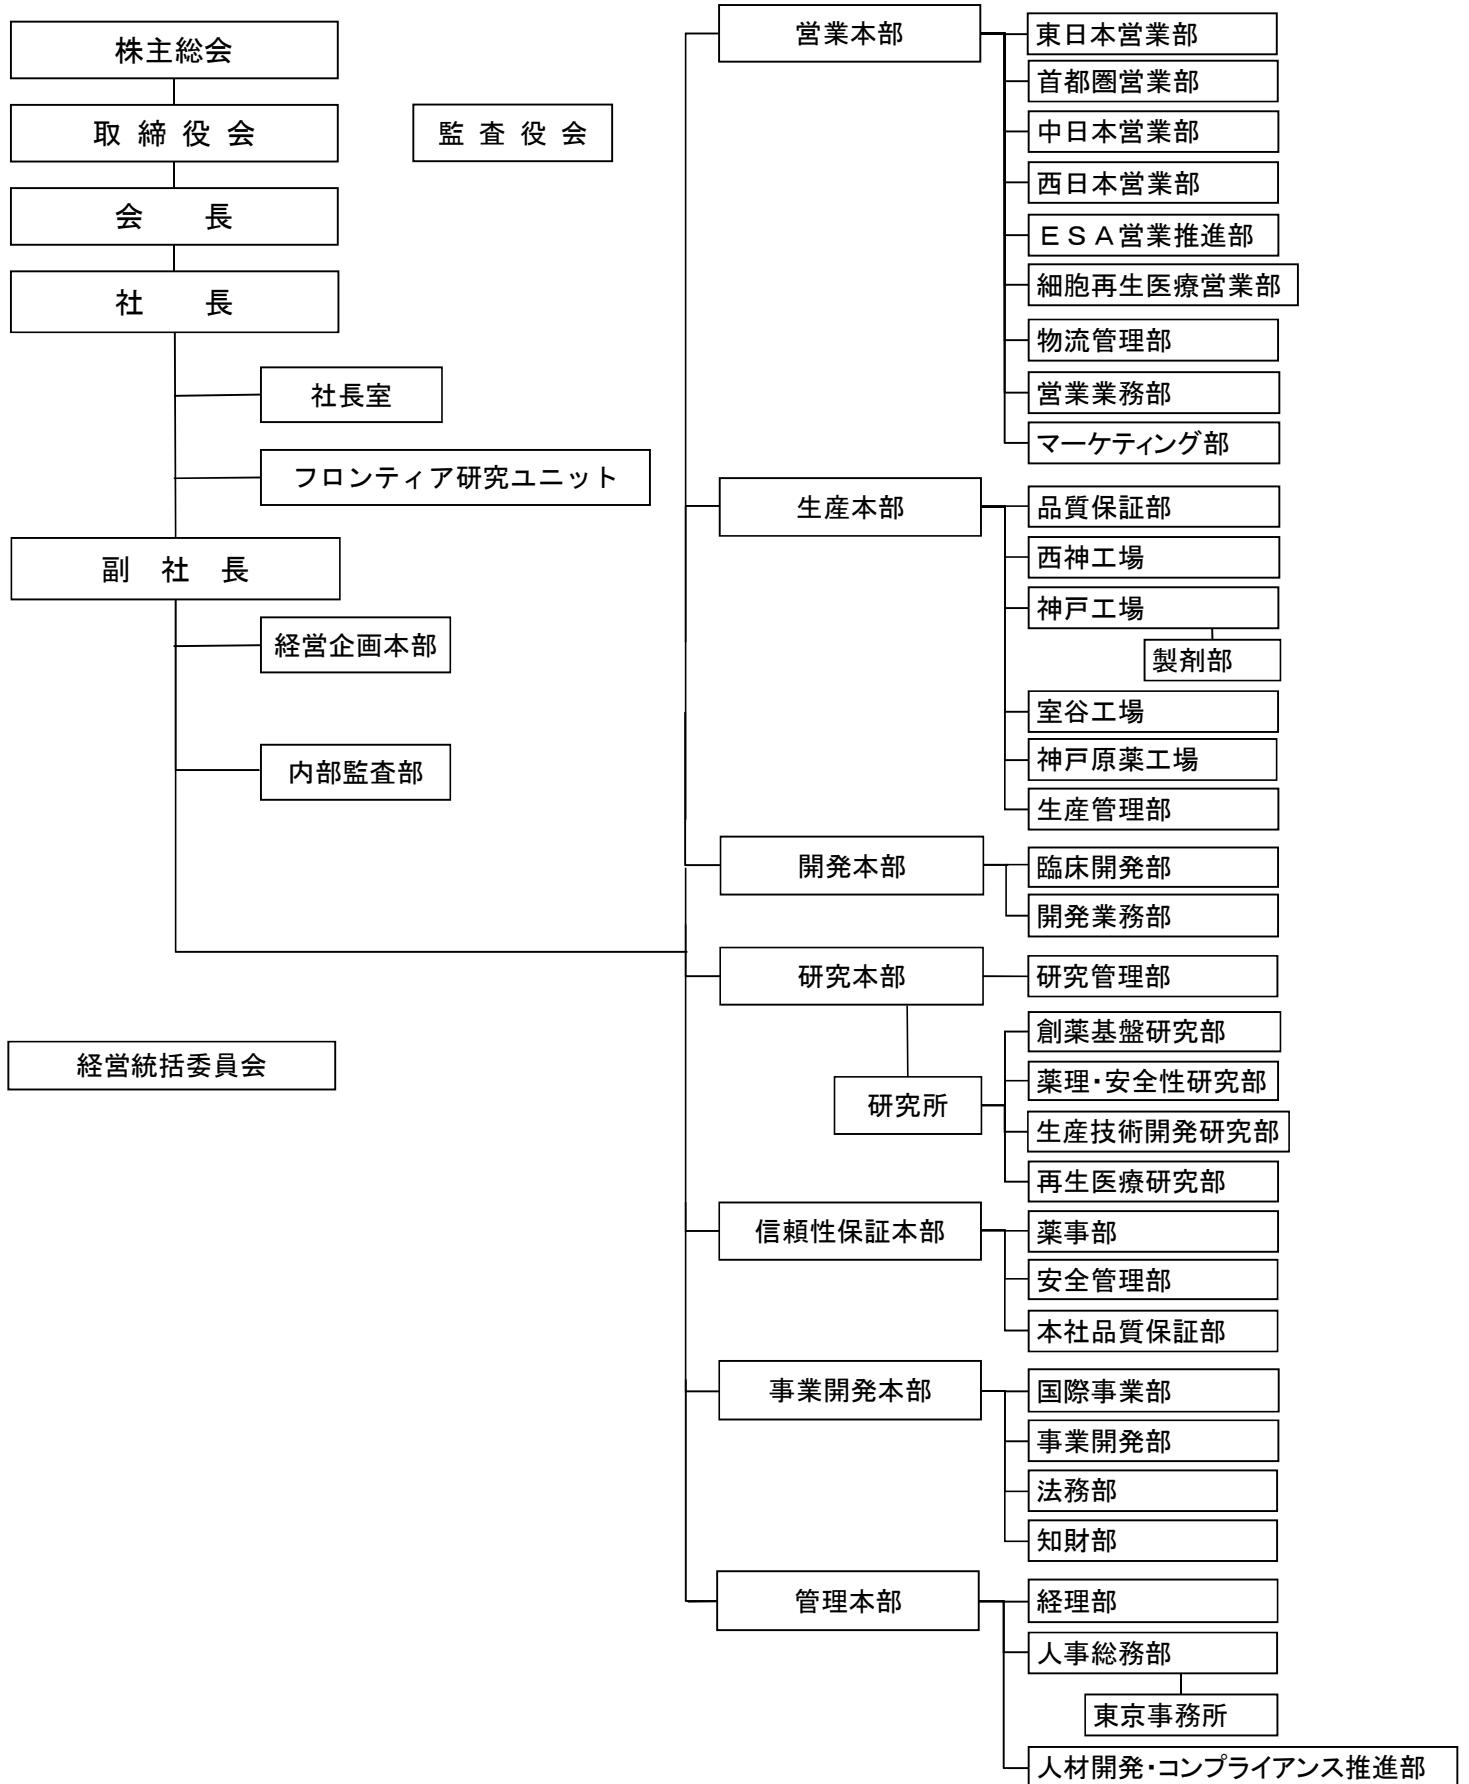 株主総会
取締役会
監査役会
会　　長
社　　長
社長室
フロンティア研究ユニット
副　社　長
経営企画本部
内部監査部
経営統括委員会
営業本部
東日本営業部
首都圏営業部
中日本営業部
西日本営業部
ＥＳＡ営業推進部
細胞再生医療営業部
物流管理部
営業業務部
マーケティング部
生産本部
品質保証部
西神工場
神戸工場
製剤部
室谷工場
神戸原薬工場
生産管理部
開発本部
臨床開発部
開発業務部
研究本部
研究管理部
研究所
創薬基盤研究部
薬理・安全性研究部
生産技術開発研究部
再生医療研究部
信頼性保証本部
薬事部
安全管理部
本社品質保証部
事業開発本部
国際事業部
事業開発部
法務部
知財部
管理本部
経理部
人事総務部
東京事務所
人材開発・コンプライアンス推進部